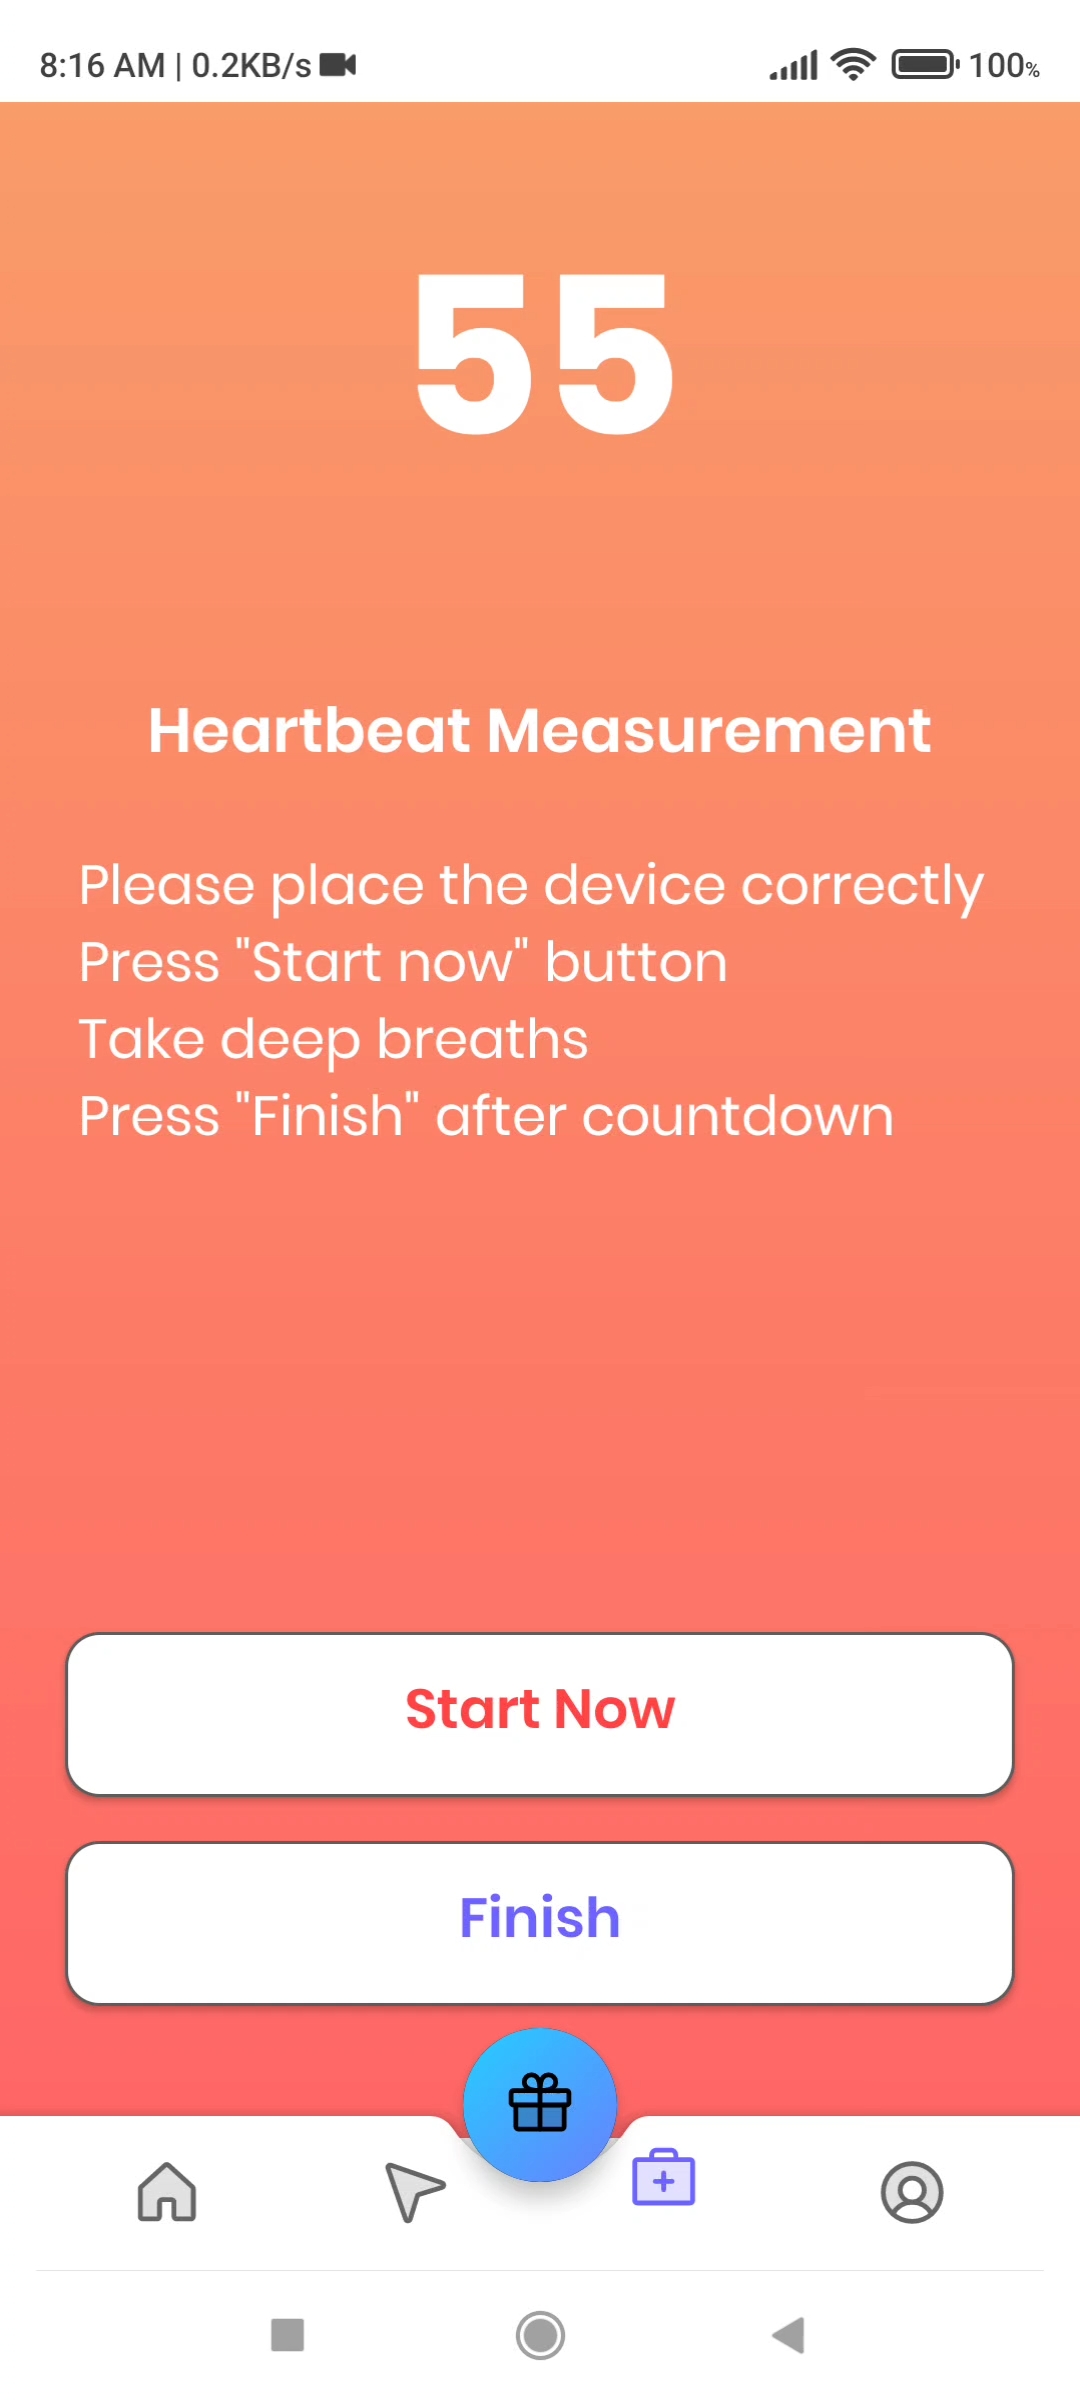 8:16 AM | 0.2KB/s 100%
55
Heartbeat Measurement
Please place the device correctly
Press "Start now" button
Take deep breaths
Press "Finish" after countdown
Start Now
Finish